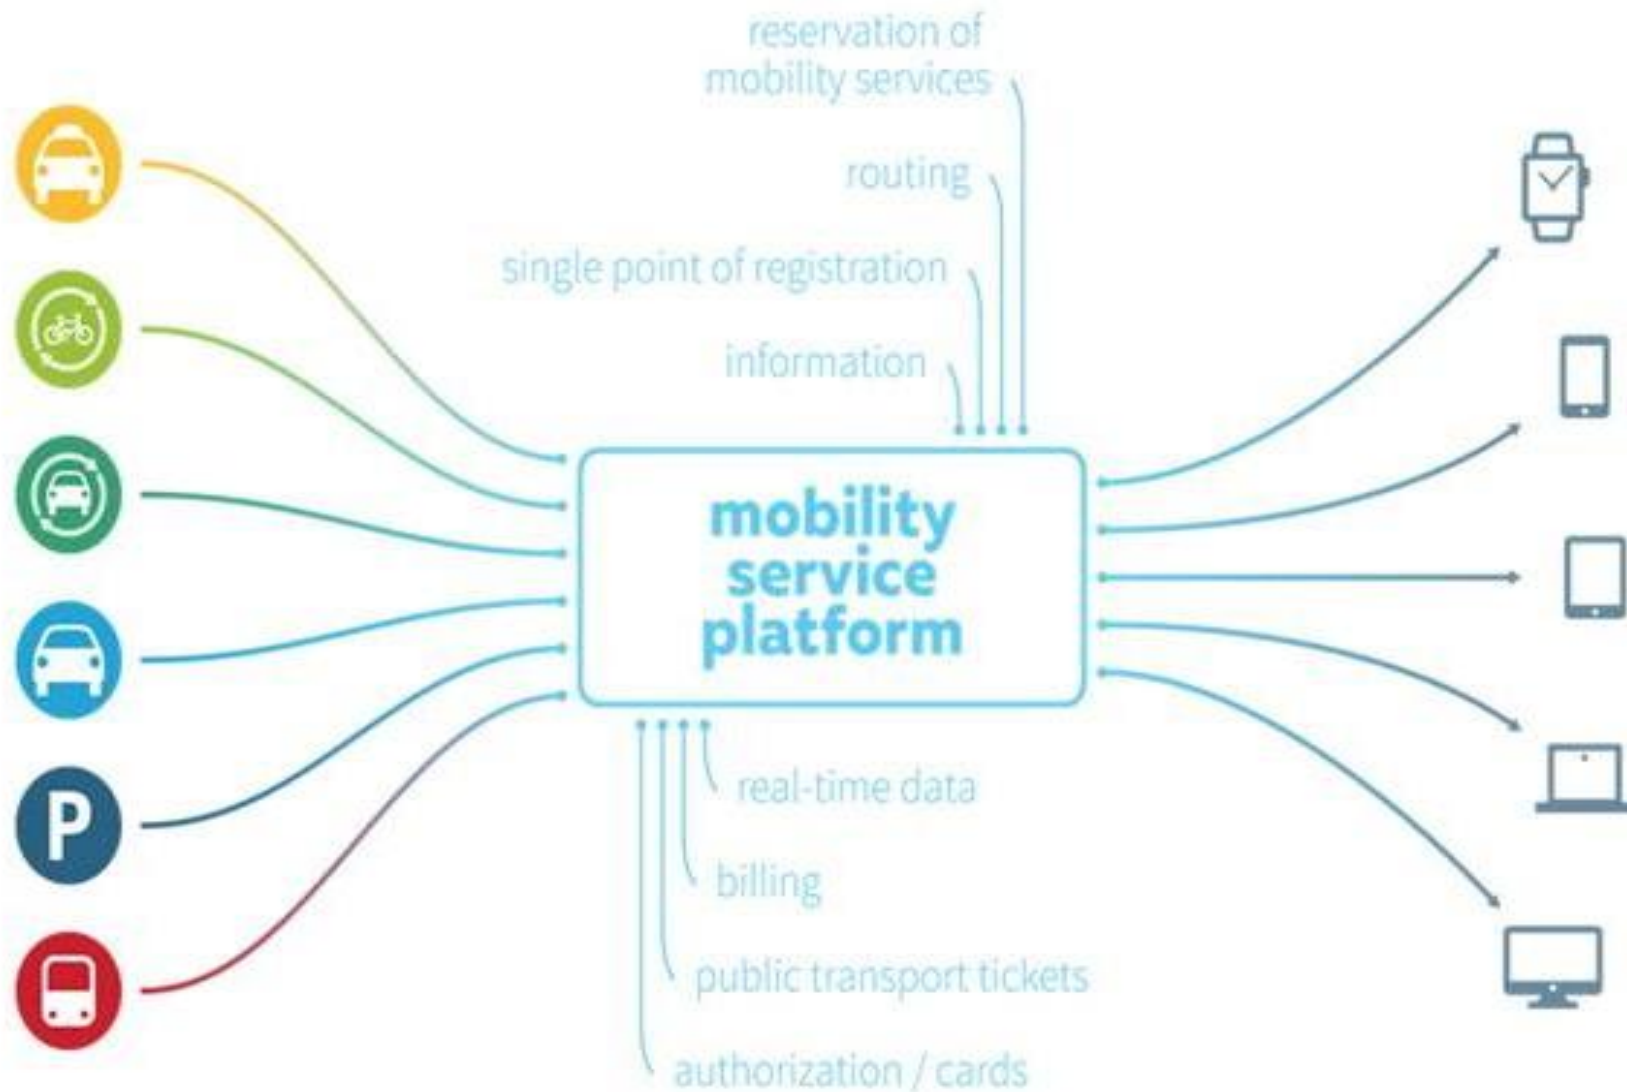 reservation of
mobility services
routing
single point of registration
information
mobility
service
platform
P
real-time data
billing
public transport tickets
authorization / cards